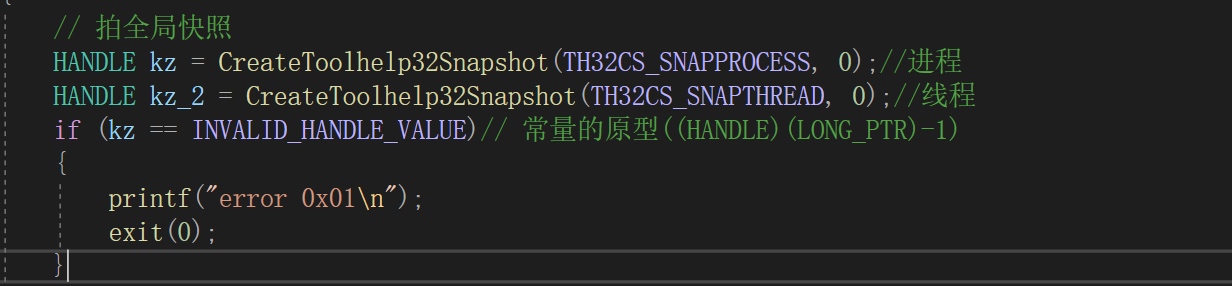 // 拍全局快照
HANDLE kz = CreateToolhelp32Snapshot(TH32CS_SNAPPROCESS, 0);//进程
HANDLE kz_2 = CreateToolhelp32Snapshot(TH32CS_SNAPTHREAD, 0);//线程
if (kz == INVALID_HANDLE_VALUE)// 常量的原型((HANDLE)(LONG_PTR)-1)
{
printf("error 0x01\n");
exit(0);
}